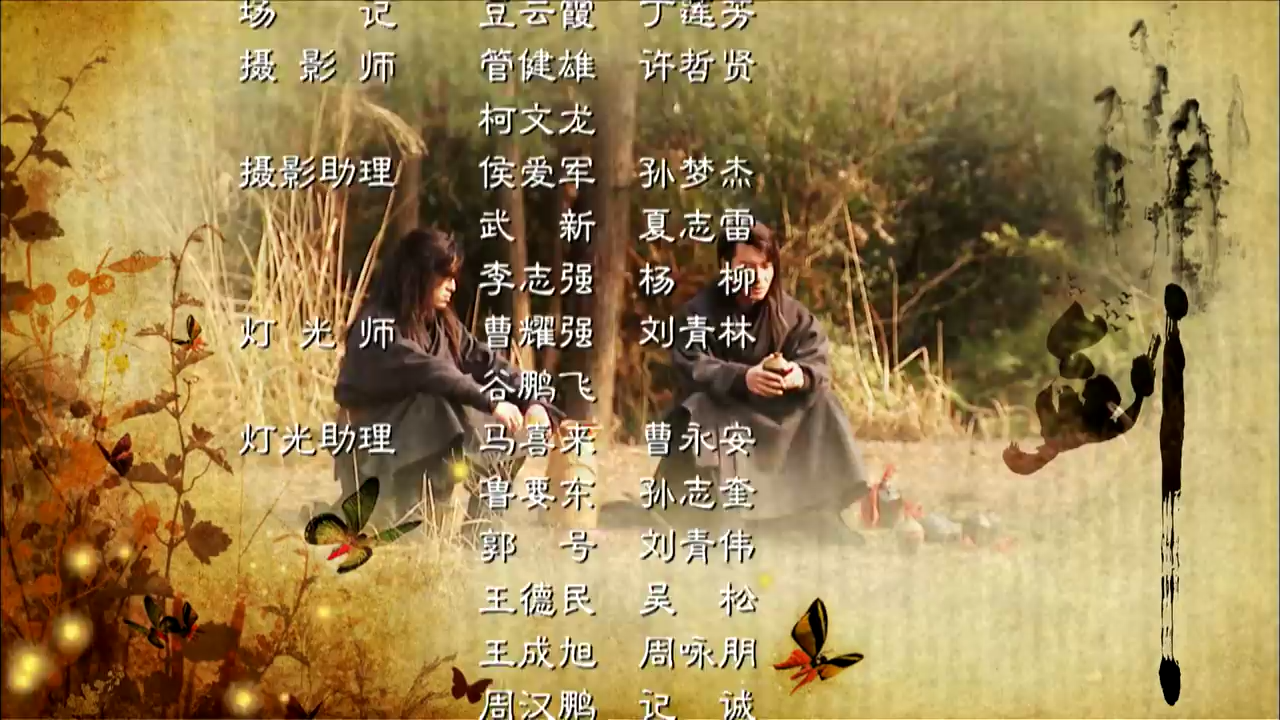 场 记 豆云霞 丁莲芳
摄影师 管健雄 许哲贤
柯文龙
摄影助理 侯爱军 孙梦杰
武新 夏志雷
李志强 杨柳
灯光师 曹耀强 刘青林
谷鹏飞
灯光助理 马喜来 曹永安
鲁要东 孙志奎
郭号 刘青伟
王德民 吴松
王成旭 周咏朋
周汉鹏 记诚